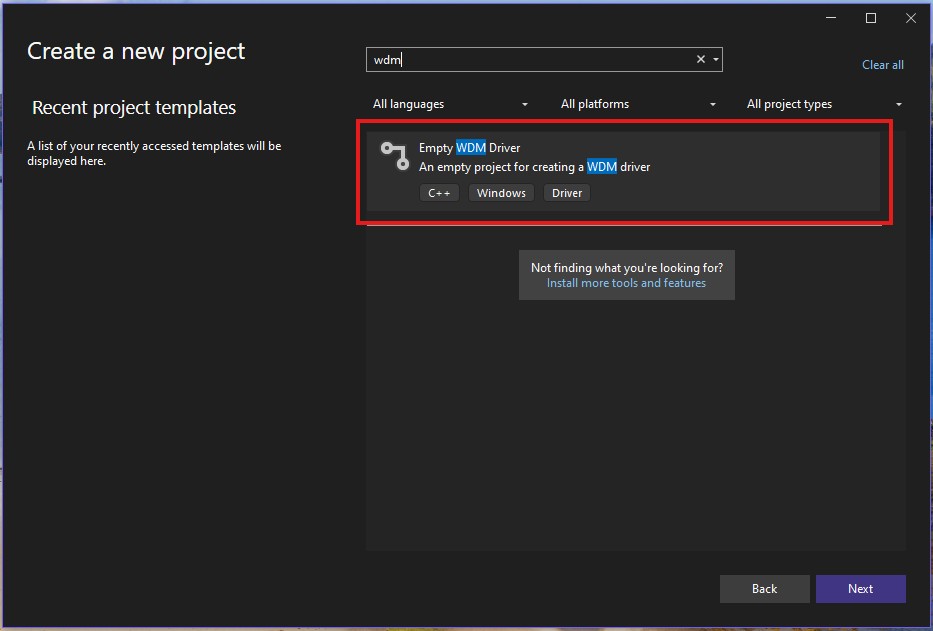 Create a new project
wdm
Clear all
Recent project templates
A list of your recently accessed templates will be
displayed here.
All languages
All platforms
All project types
Empty WDM Driver
An empty project for creating a WDM driver
C++
Windows
Driver
Not finding what you're looking for?
Install more tools and features
Back
Next